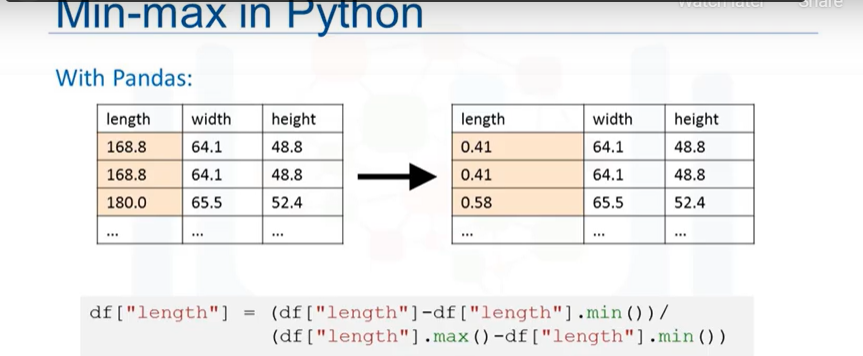 Min-max in Python
Share
With Pandas:
length width height
168.8 64.1 48.8
168.8 64.1 48.8
180.0 65.5 52.4
... ... ...
length width height
0.41 64.1 48.8
0.41 64.1 48.8
0.58 65.5 52.4
... ... ...
df["length"] = (df["length"]-df["length"].min())/
(df["length"].max()-df["length"].min())